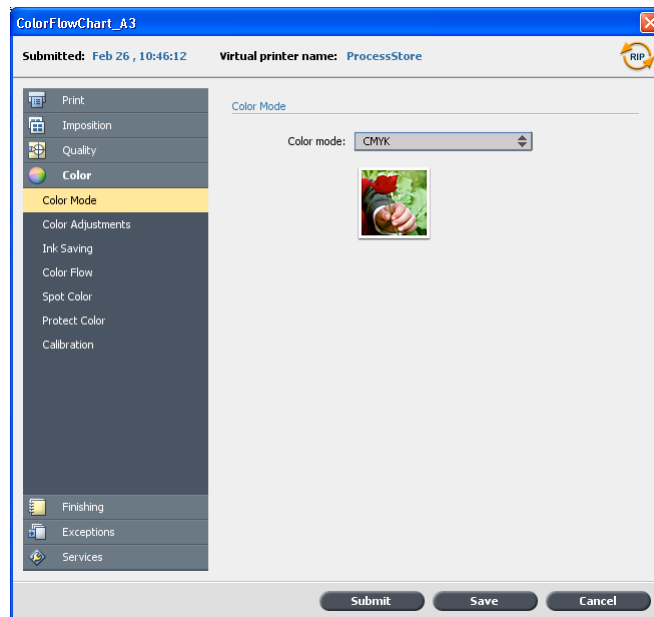 ColorFlowChart_A3
Submitted: Feb 26 , 10:46:12 Virtual printer name: ProcessStore
RIP
Print
Imposition
Quality
Color
Color Mode
Color Adjustments
Ink Saving
Color Flow
Spot Color
Protect Color
Calibration
Finishing
Exceptions
Services
Color Mode
Color mode: CMYK
Submit Save Cancel